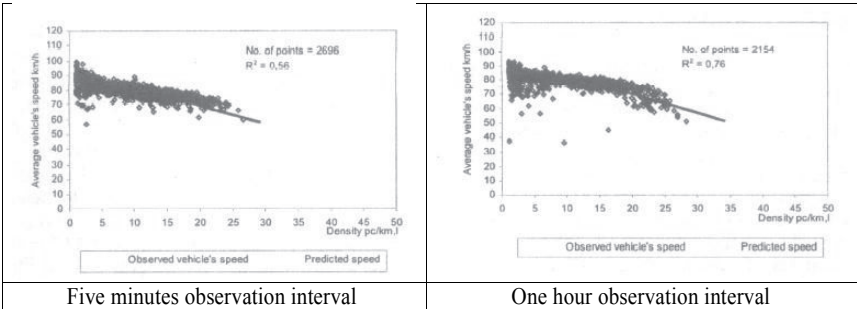 120
110
100
90
80
70
60
50
40
30
20
10
0
Average vehicle's speed km/h
No. of points = 2696
R² = 0,56
0 5 10 15 20 25 30 35 40 45 50
Density pc/km,l
Observed vehicle's speed Predicted speed
Five minutes observation interval
120
110
100
90
80
70
60
50
40
30
20
10
0
Average vehicle's speed km/h
No. of points = 2154
R² = 0,76
0 5 10 15 20 25 30 35 40 45 50
Density pc/km,l
Observed vehicle's speed Predicted speed
One hour observation interval